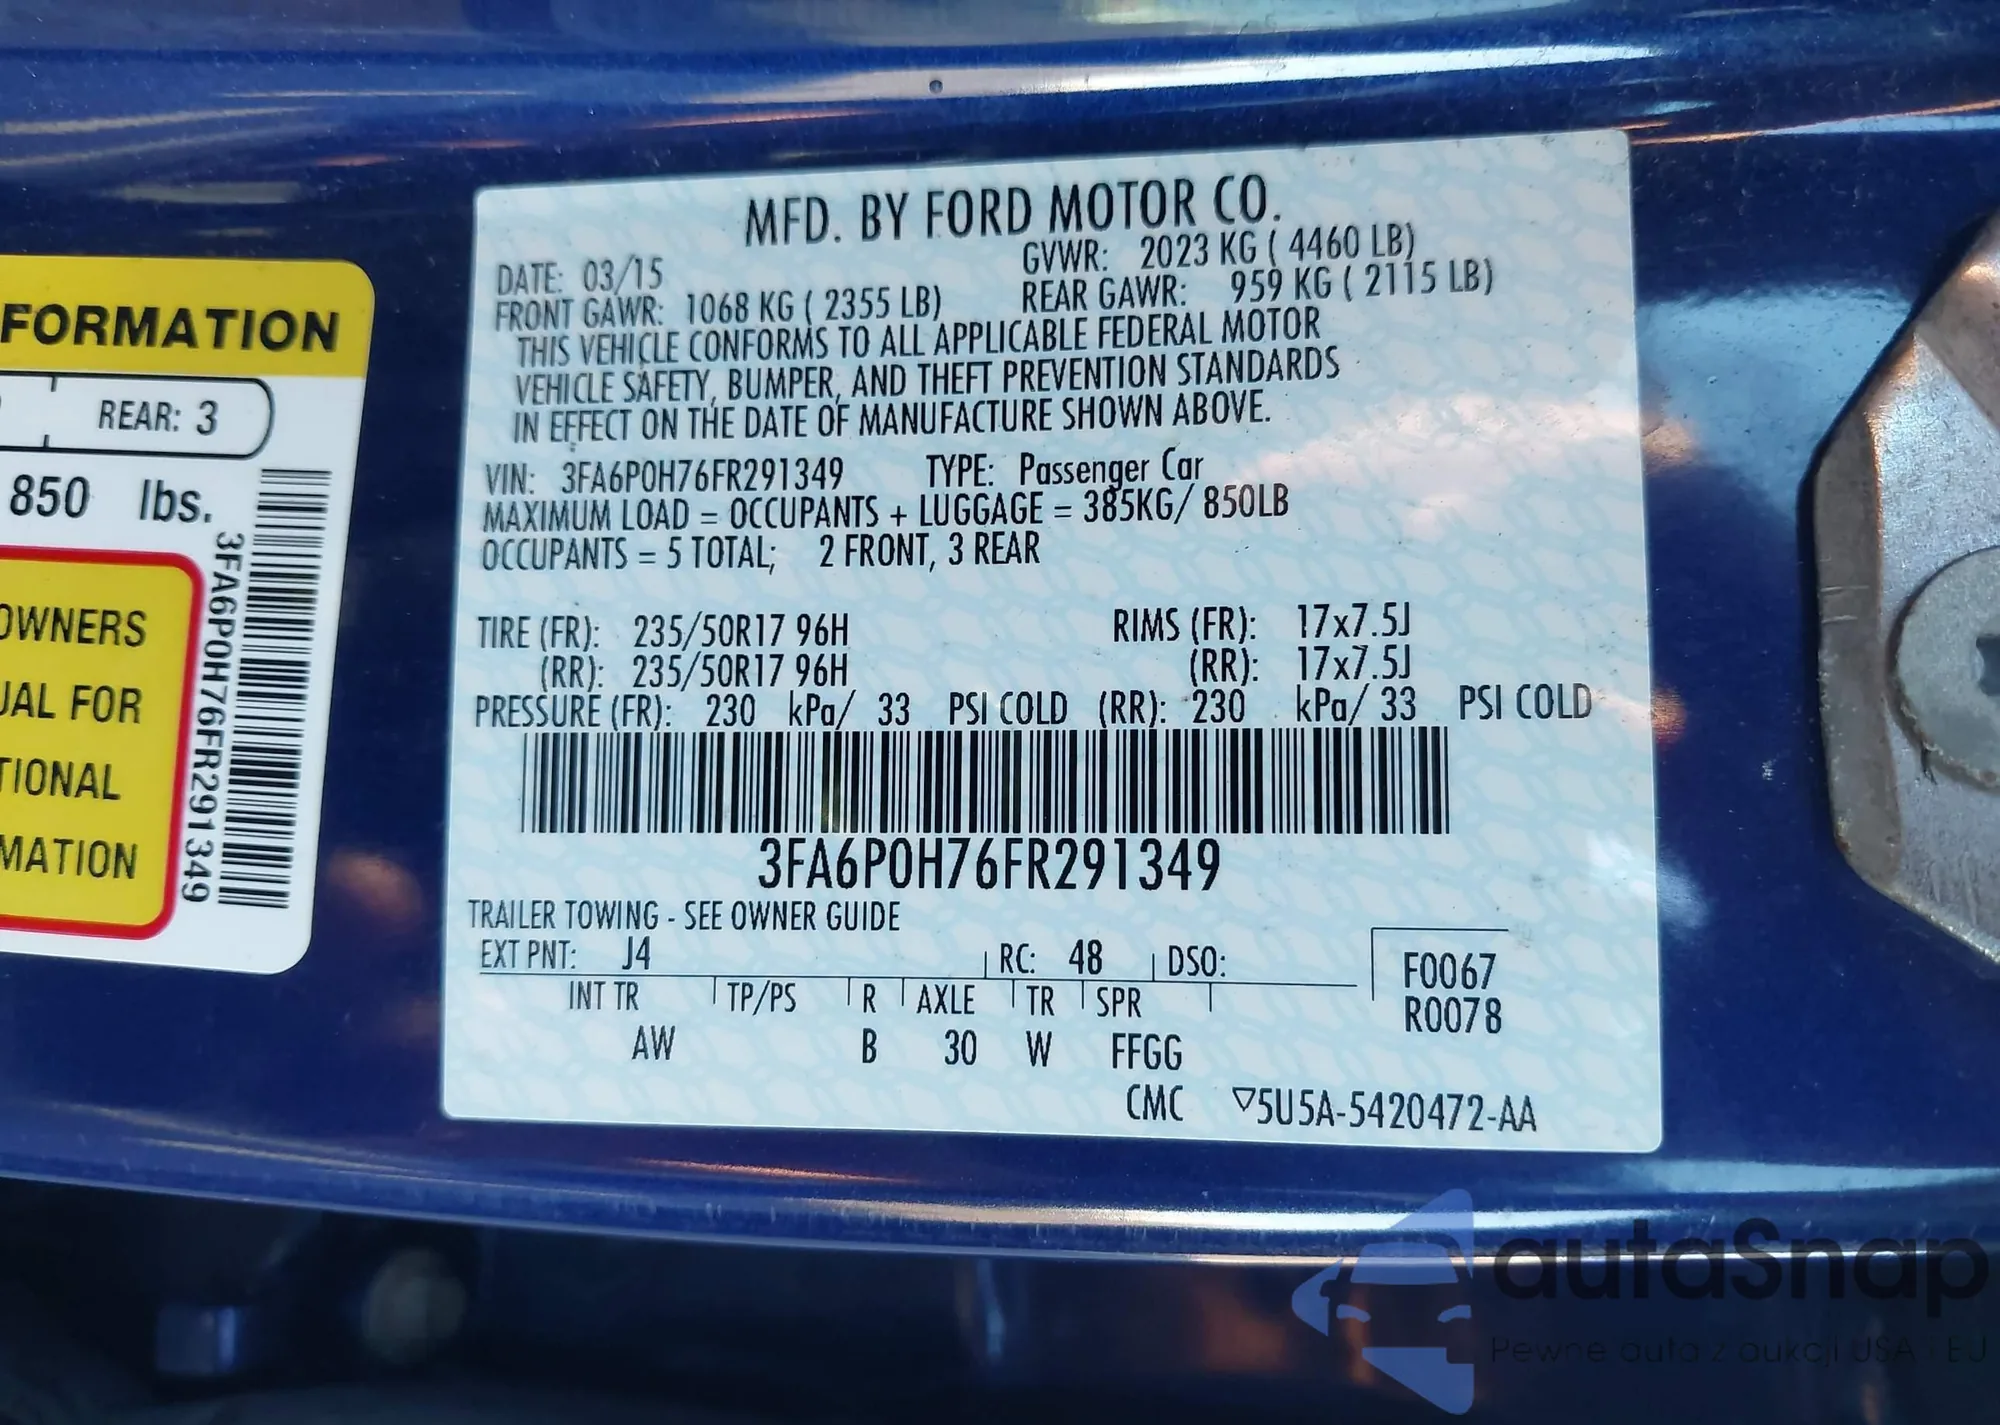 FORMATION
REAR: 3
850 lbs.
OWNERS
UAL FOR
TIONAL
MATION
3FA6P0H76FR291349
MFD. BY FORD MOTOR CO.
DATE: 03/15 GVWR: 2023 KG ( 4460 LB)
FRONT GAWR: 1068 KG ( 2355 LB) REAR GAWR: 959 KG ( 2115 LB)
THIS VEHICLE CONFORMS TO ALL APPLICABLE FEDERAL MOTOR
VEHICLE SAFETY, BUMPER, AND THEFT PREVENTION STANDARDS
IN EFFECT ON THE DATE OF MANUFACTURE SHOWN ABOVE.
VIN: 3FA6P0H76FR291349 TYPE: Passenger Car
MAXIMUM LOAD = OCCUPANTS + LUGGAGE = 385KG/ 850LB
OCCUPANTS = 5 TOTAL; 2 FRONT, 3 REAR
TIRE (FR): 235/50R17 96H RIMS (FR): 17x7.5J
(RR): 235/50R17 96H (RR): 17x7.5J
PRESSURE (FR): 230 kPa/ 33 PSI COLD (RR): 230 kPa/ 33 PSI COLD
3FA6P0H76FR291349
TRAILER TOWING - SEE OWNER GUIDE
EXT PNT: J4 RC: 48 DSO:
INT TR TP/PS R AXLE TR SPR
AW B 30 W FFGG
F0067
R0078
CMC ▽5U5A-5420472-AA
autaSnap
Pewne auta z aukcji USA i EU